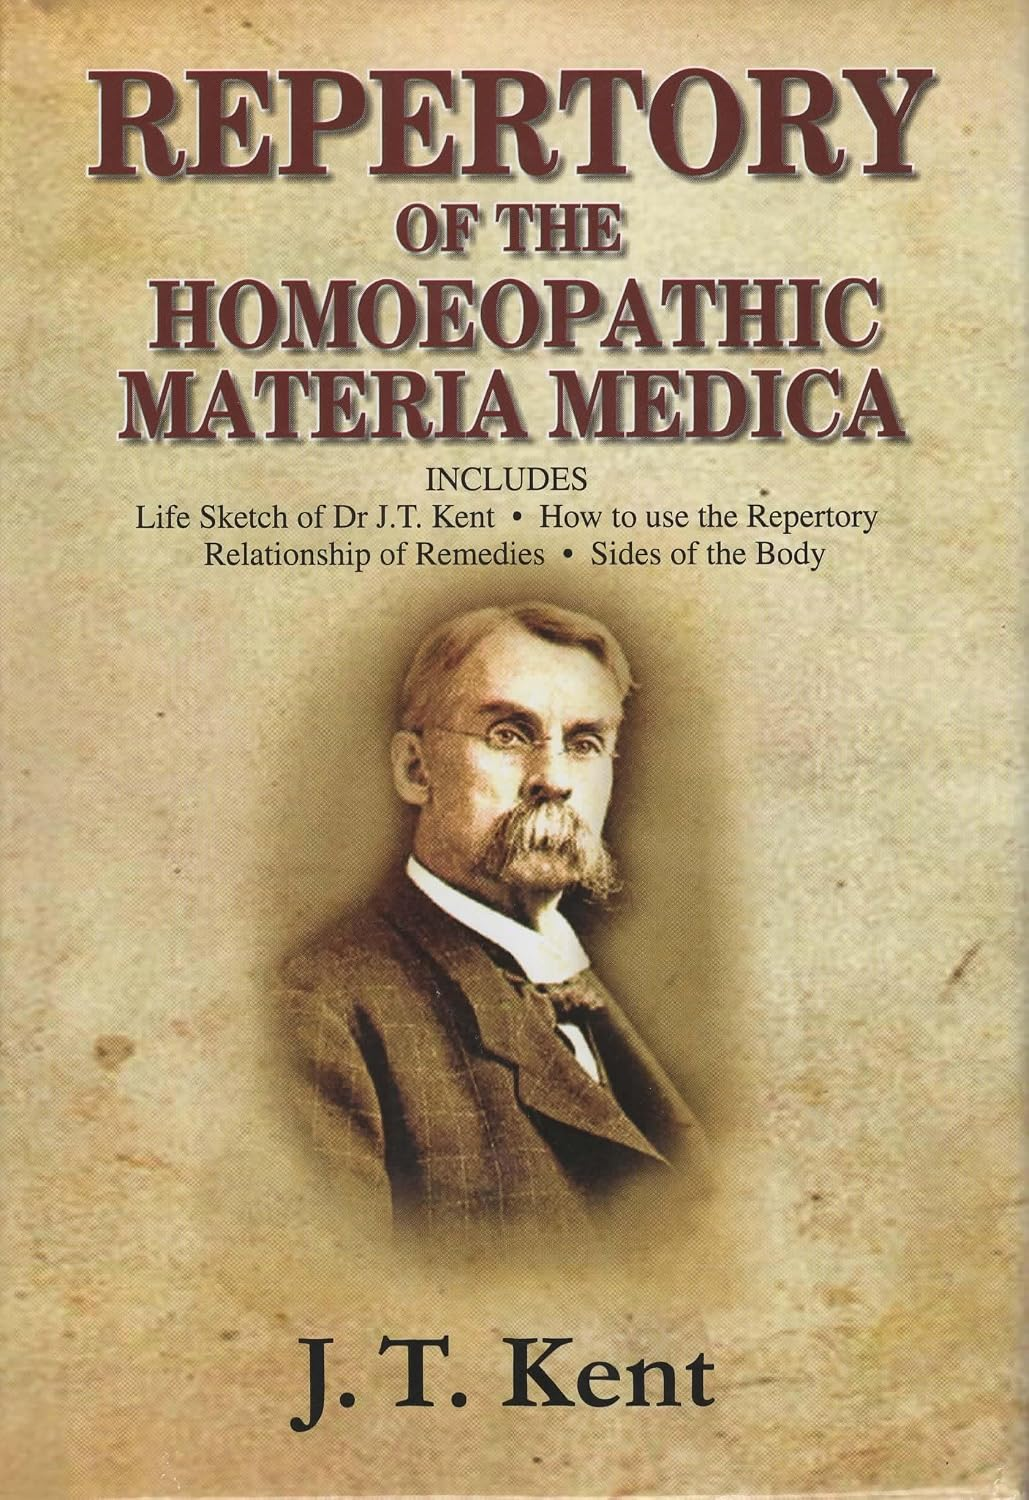 REPERTORY
OF THE
HOMOEOPATHIC
MATERIA MEDICA
INCLUDES
Life Sketch of Dr J.T. Kent • How to use the Repertory
Relationship of Remedies • Sides of the Body
J. T. Kent